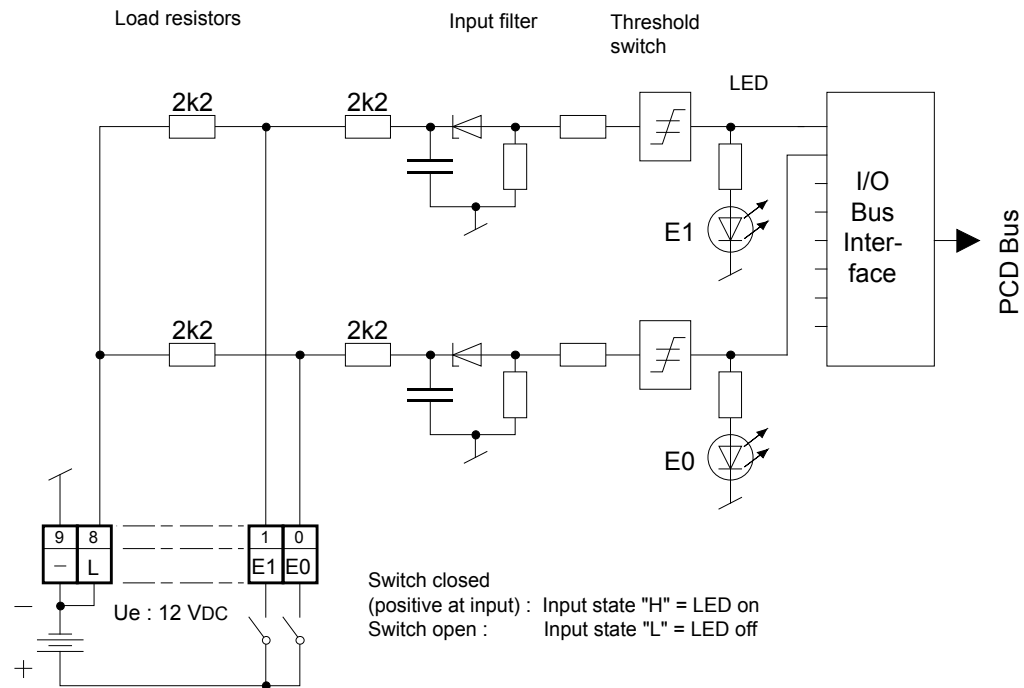 Load resistors
Input filter
Threshold
switch
LED
2k2
2k2
I/O
Bus
Inter-
face
PCD Bus
E1
2k2
2k2
E0
9
8
1
0
–
L
E1
E0
–
+
Ue : 12 VDC
Switch closed
(positive at input) : Input state "H" = LED on
Switch open : Input state "L" = LED off